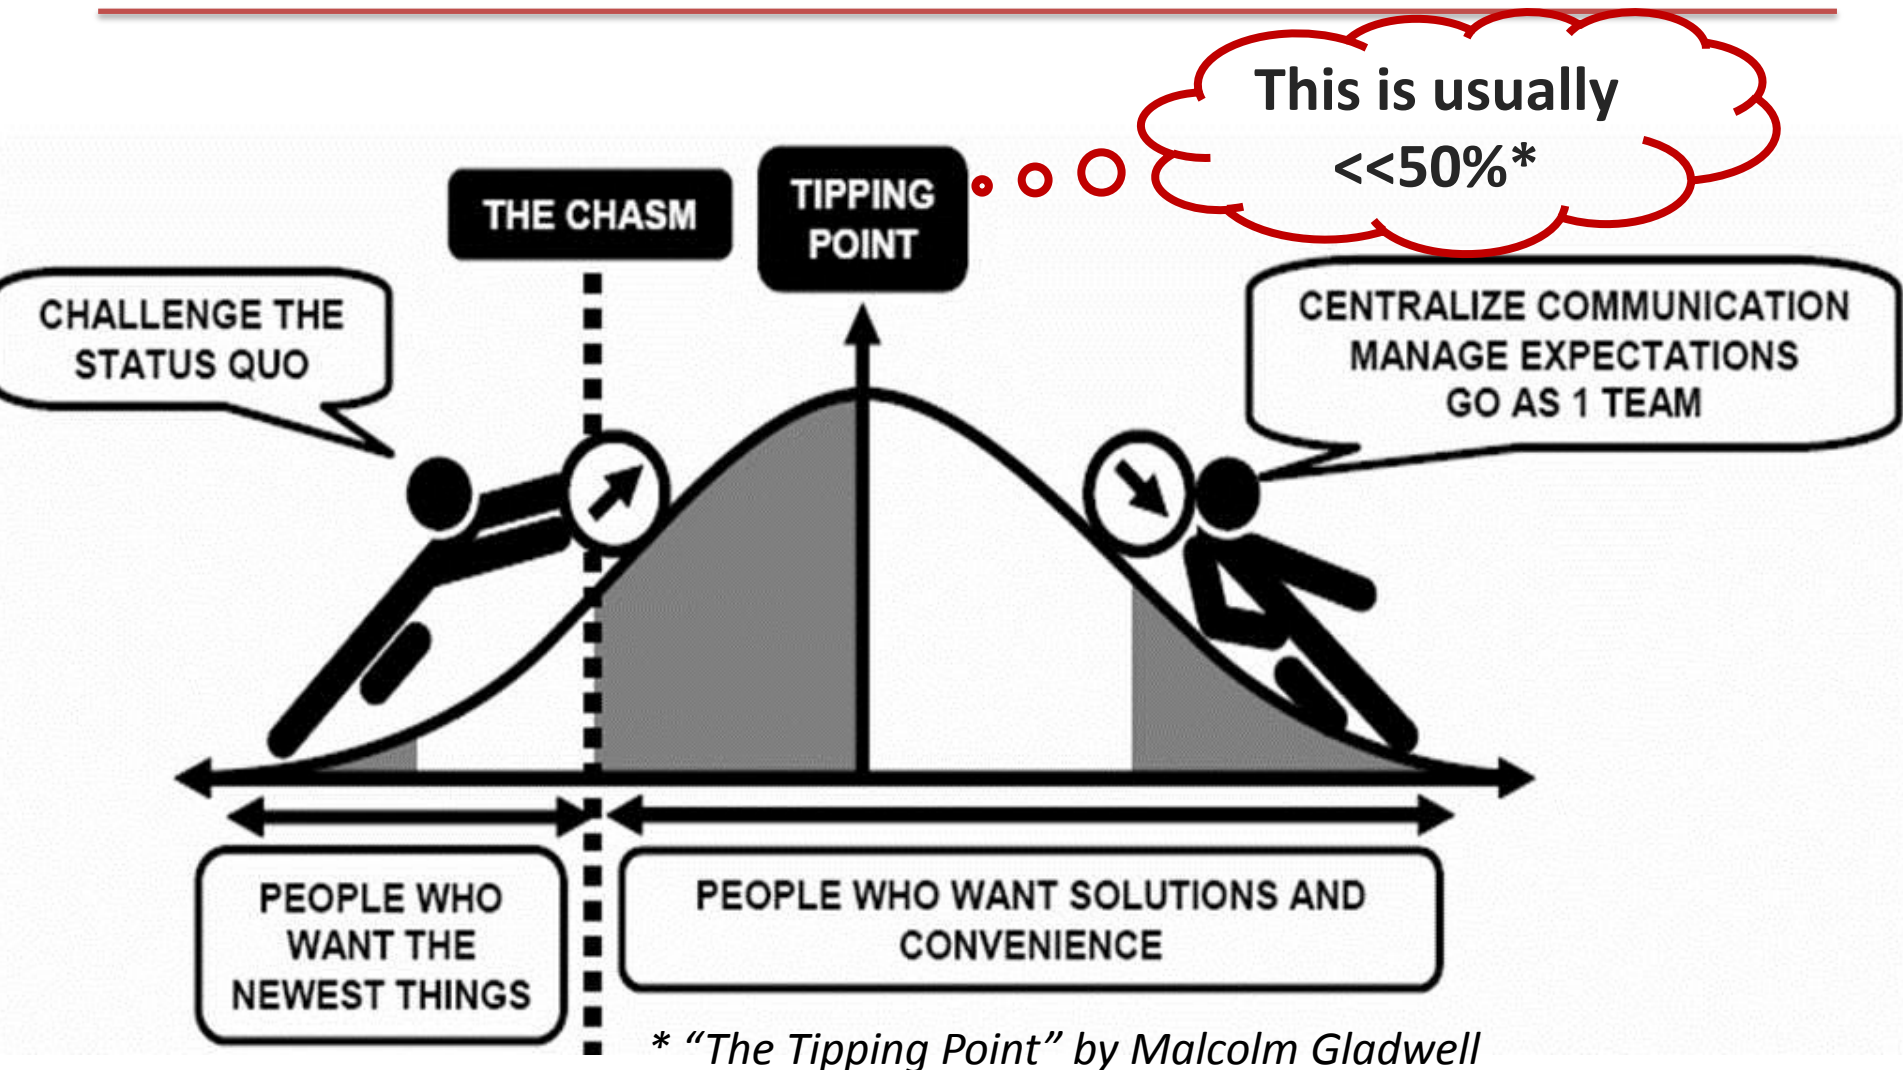 This is usually
<<50%*
THE CHASM
TIPPING
POINT
CHALLENGE THE
STATUS QUO
CENTRALIZE COMMUNICATION
MANAGE EXPECTATIONS
GO AS 1 TEAM
PEOPLE WHO
WANT THE
NEWEST THINGS
PEOPLE WHO WANT SOLUTIONS AND
CONVENIENCE
* “The Tipping Point” by Malcolm Gladwell